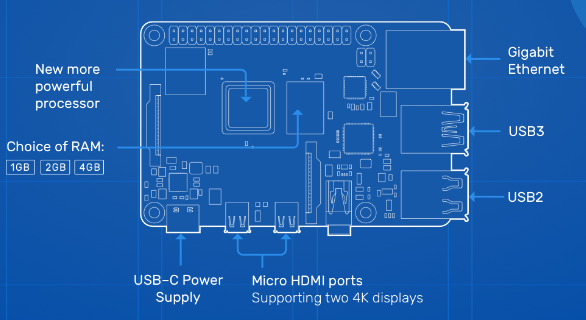 New more
powerful
processor
Choice of RAM:
1GB 2GB 4GB
Gigabit
Ethernet
USB3
USB2
USB-C Power
Supply
Micro HDMI ports
Supporting two 4K displays